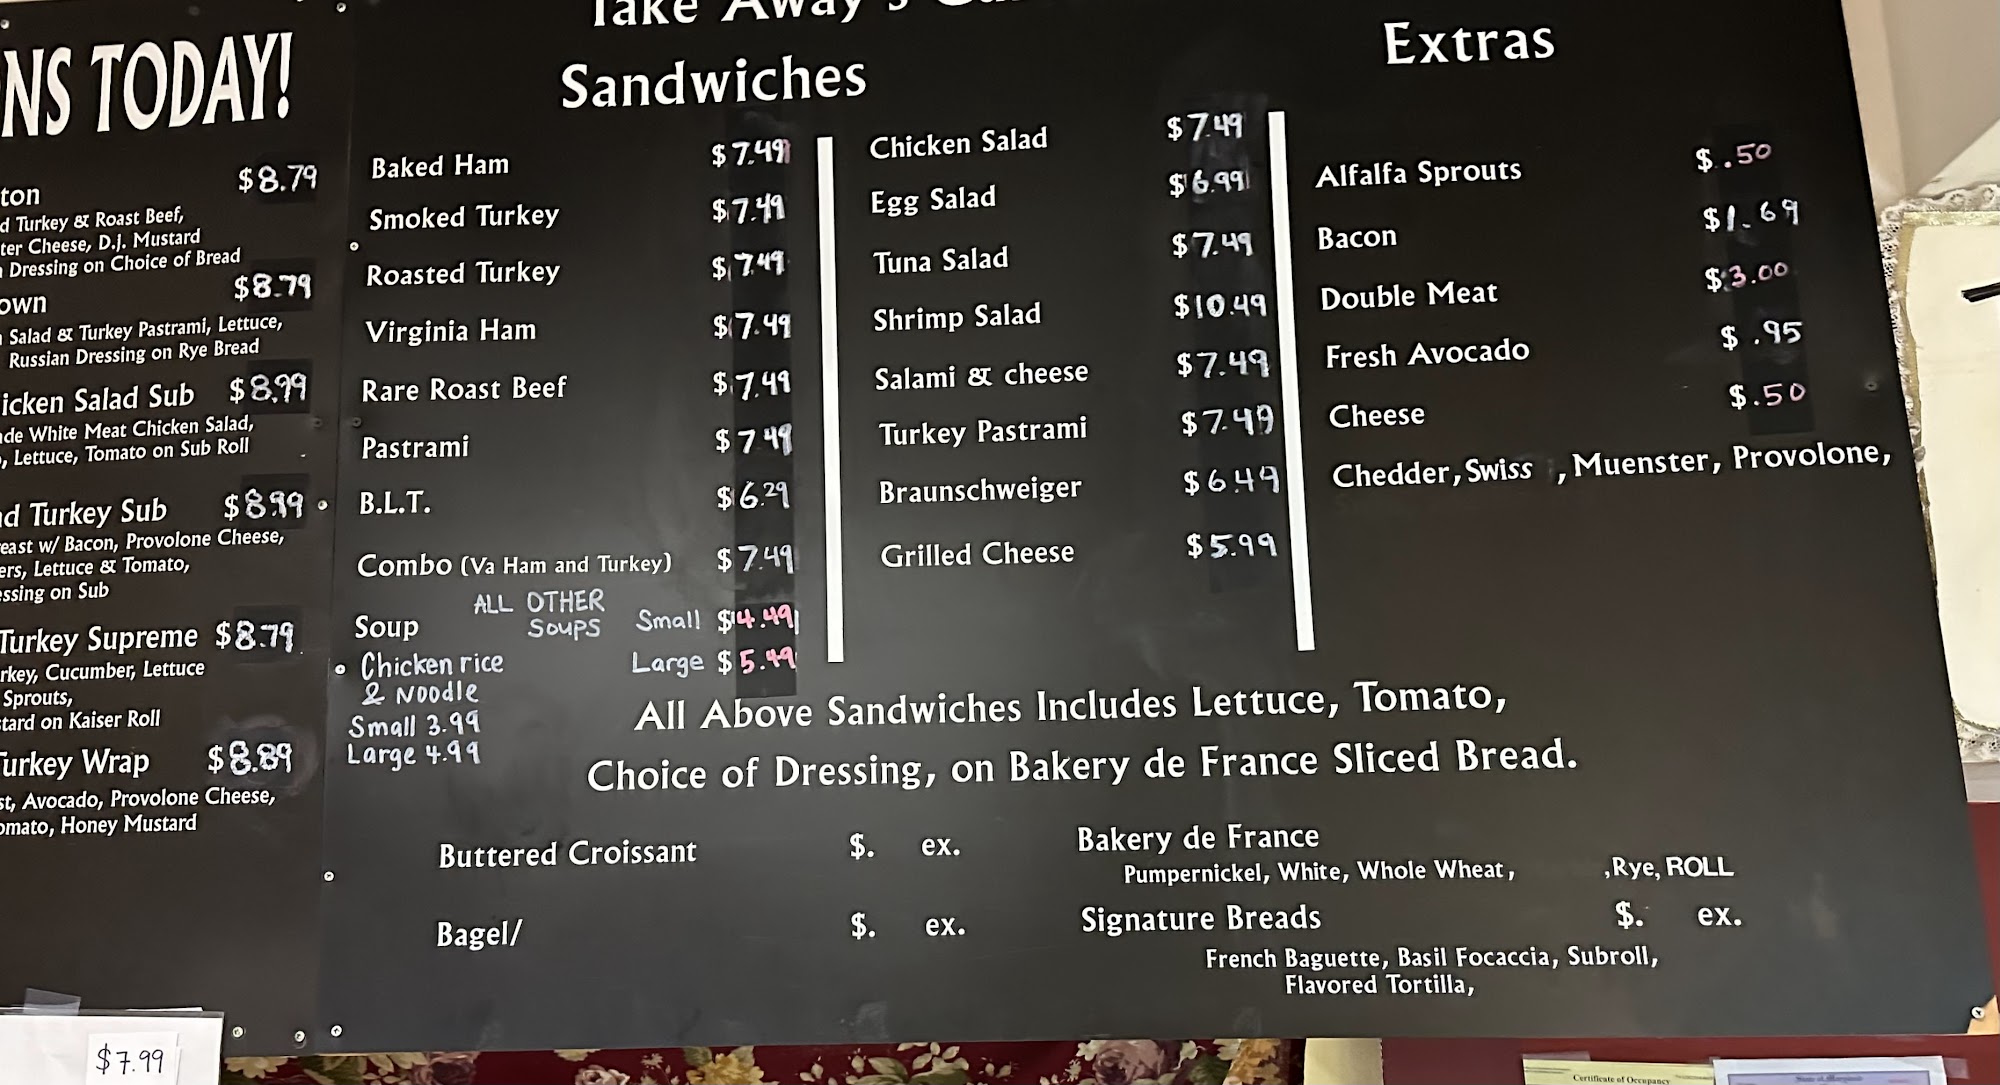 NS TODAY!
ton $8.79
d Turkey & Roast Beef,
ter Cheese, D.j. Mustard
Dressing on Choice of Bread
own $8.79
Salad & Turkey Pastrami, Lettuce,
Russian Dressing on Rye Bread
icken Salad Sub $8.99
de White Meat Chicken Salad,
, Lettuce, Tomato on Sub Roll
d Turkey Sub $8.99
east w/ Bacon, Provolone Cheese,
ers, Lettuce & Tomato,
essing on Sub
Turkey Supreme $8.79
rkey, Cucumber, Lettuce
Sprouts,
tard on Kaiser Roll
urkey Wrap $8.89
st, Avocado, Provolone Cheese,
omato, Honey Mustard
$7.99
Take Away's
Sandwiches
Baked Ham $7.49
Smoked Turkey $7.49
Roasted Turkey $7.49
Virginia Ham $7.49
Rare Roast Beef $7.49
Pastrami $7.49
B.L.T. $6.29
Combo (Va Ham and Turkey) $7.49
Soup ALL OTHER SOUPS Small $4.49
Large $5.49
Chicken rice
& Noodle
Small 3.99
Large 4.99
Chicken Salad $7.49
Egg Salad $6.99
Tuna Salad $7.49
Shrimp Salad $10.49
Salami & cheese $7.49
Turkey Pastrami $7.49
Braunschweiger $6.49
Grilled Cheese $5.99
Extras
Alfalfa Sprouts $.50
Bacon $1.69
Double Meat $3.00
Fresh Avocado $.95
Cheese $.50
Chedder, Swiss , Muenster, Provolone,
All Above Sandwiches Includes Lettuce, Tomato,
Choice of Dressing, on Bakery de France Sliced Bread.
Buttered Croissant $. ex.
Bagel/ $. ex.
Bakery de France
Pumpernickel, White, Whole Wheat, ,Rye, ROLL
Signature Breads $. ex.
French Baguette, Basil Focaccia, Subroll,
Flavored Tortilla,
Certificate of Occupancy